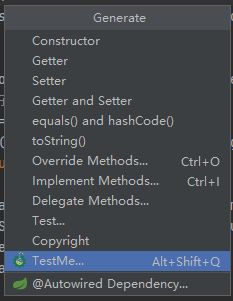 Generate
Constructor
Getter
Setter
Getter and Setter
equals() and hashCode()
toString()
Override Methods... Ctrl+O
Implement Methods... Ctrl+I
Delegate Methods...
Test...
Copyright
TestMe... Alt+Shift+Q
@Autowired Dependency...